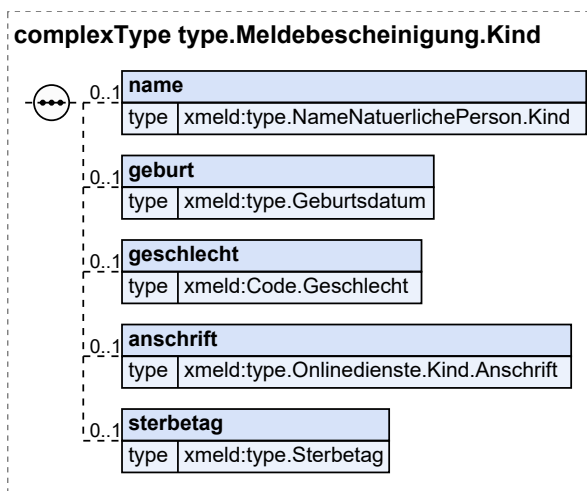 complexType type.Meldebescheinigung.Kind
0..1
name
type xmeld:type.NameNatuerlichePerson.Kind
0..1
geburt
type xmeld:type.Geburtsdatum
0..1
geschlecht
type xmeld:Code.Geschlecht
0..1
anschrift
type xmeld:type.Onlinedienste.Kind.Anschrift
0..1
sterbetag
type xmeld:type.Sterbetag